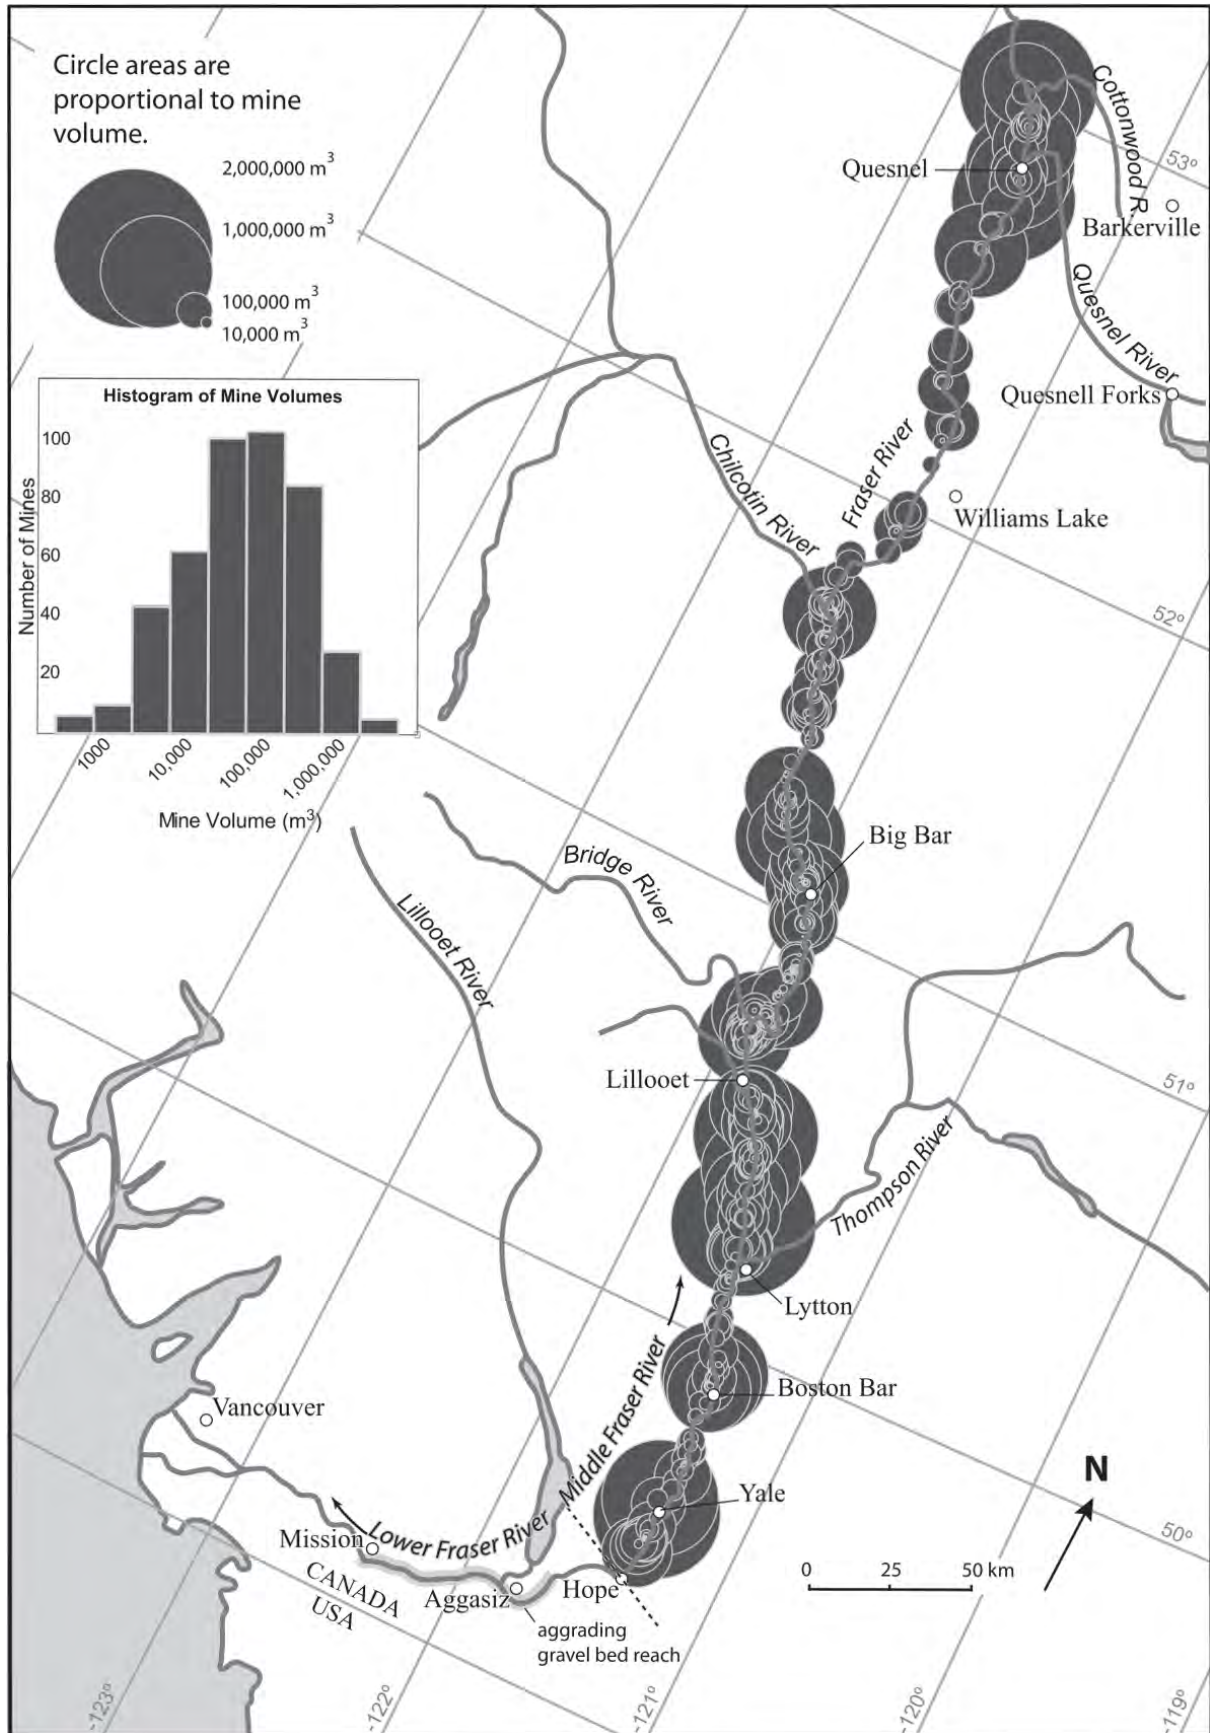 Circle areas are
proportional to mine
volume.
2,000,000 m³
1,000,000 m³
100,000 m³
10,000 m³
Histogram of Mine Volumes
100
80
60
40
20
Number of Mines
1000
10,000
100,000
1,000,000
Mine Volume (m³)
Cottonwood R.
53º
Quesnel
Barkerville
Quesnel River
Quesnell Forks
Chilcotin River
Fraser River
Williams Lake
52º
Big Bar
Bridge River
Lillooet River
Lillooet
51º
Thompson River
Lytton
Middle Fraser River
Boston Bar
Vancouver
Yale
N
50º
Lower Fraser River
Mission
0 25 50 km
Hope
CANADA
USA
Aggasiz
aggrading
gravel bed reach
-123º
-122º
-121º
-120º
-119º